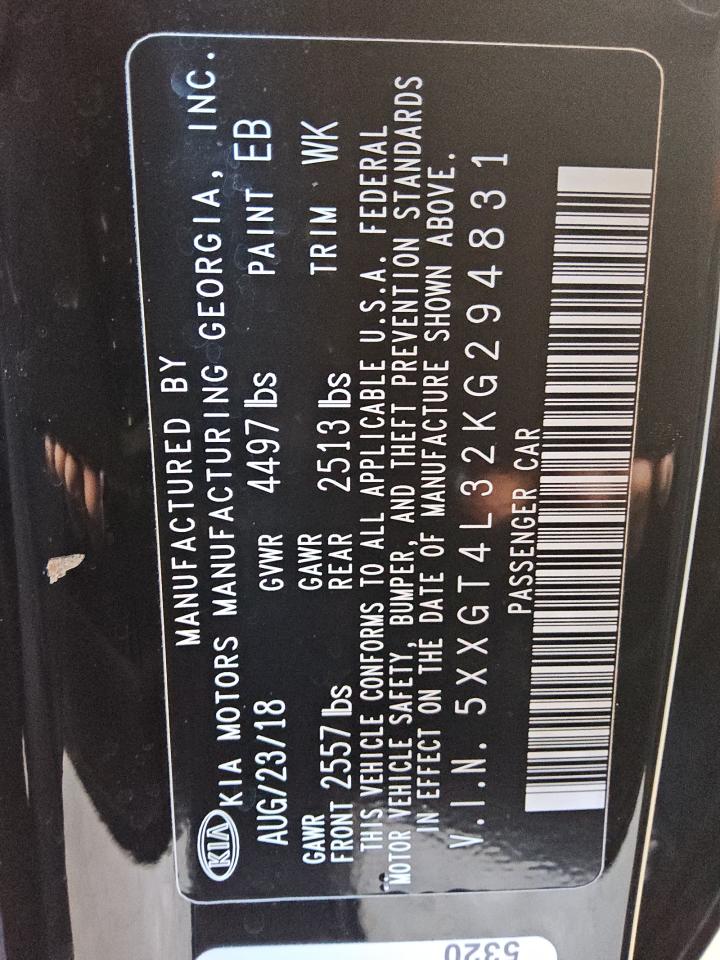 MANUFACTURED BY
KIA KIA MOTORS MANUFACTURING GEORGIA, INC.
AUG/23/18 GVWR 4497 lbs PAINT EB
GAWR FRONT 2557 lbs GAWR REAR 2513 lbs TRIM WK
THIS VEHICLE CONFORMS TO ALL APPLICABLE U.S.A. FEDERAL
MOTOR VEHICLE SAFETY, BUMPER, AND THEFT PREVENTION STANDARDS
IN EFFECT ON THE DATE OF MANUFACTURE SHOWN ABOVE.
V.I.N. 5XXGT4L32KG294831
PASSENGER CAR
5320